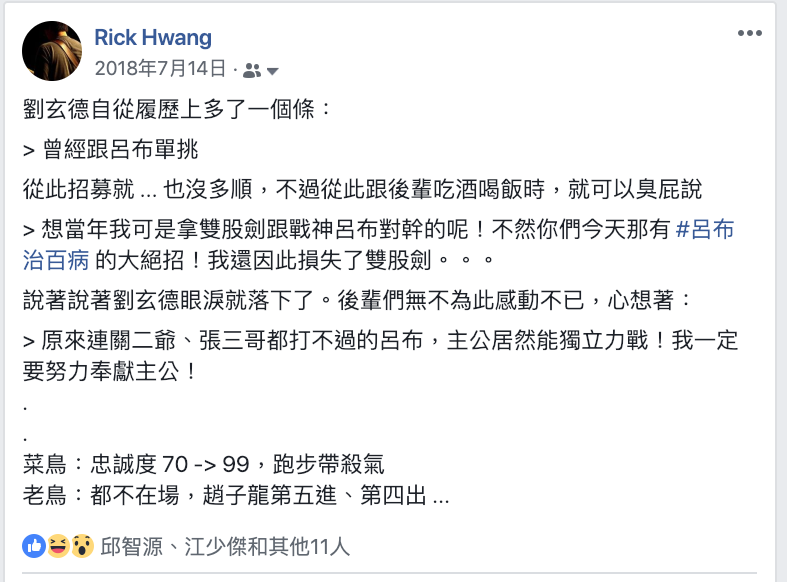 Rick Hwang
2018年7月14日 ·
劉玄德自從履歷上多了一個條：
> 曾經跟呂布單挑
從此招募就 ... 也沒多順，不過從此跟後輩吃酒喝飯時，就可以臭屁說
> 想當年我可是拿雙股劍跟戰神呂布對幹的呢！不然你們今天那有 #呂布
治百病 的大絕招！我還因此損失了雙股劍。。。
說著說著劉玄德眼淚就落下了。後輩們無不為此感動不已，心想著：
> 原來連關二爺、張三哥都打不過的呂布，主公居然能獨立力戰！我一定
要努力奉獻主公！
.
.
菜鳥：忠誠度 70 -> 99，跑步帶殺氣
老鳥：都不在場，趙子龍第五進、第四出 ...
邱智源、江少傑和其他11人